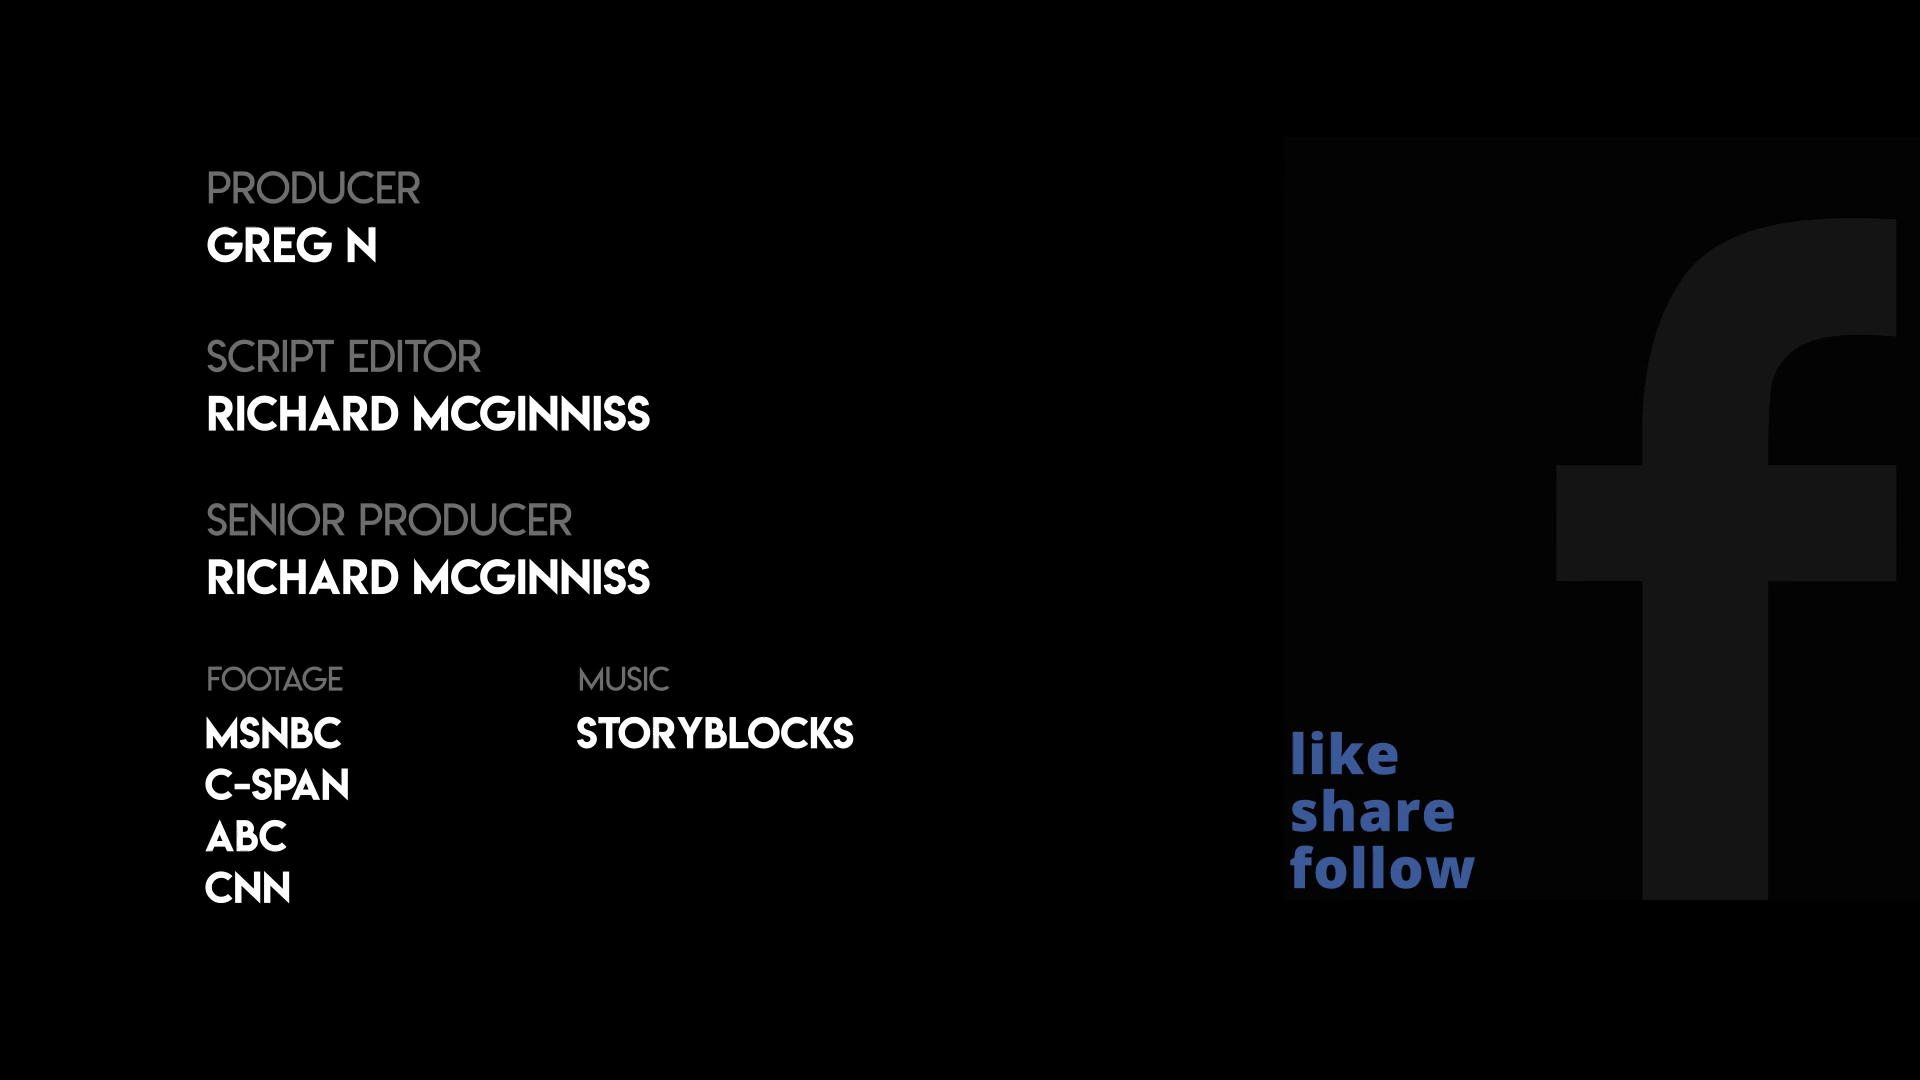 PRODUCER
GREG N
SCRIPT EDITOR
RICHARD MCGINNISS
SENIOR PRODUCER
RICHARD MCGINNISS
FOOTAGE
MSNBC
C-SPAN
ABC
CNN
MUSIC
STORYBLOCKS
like
share
follow
f